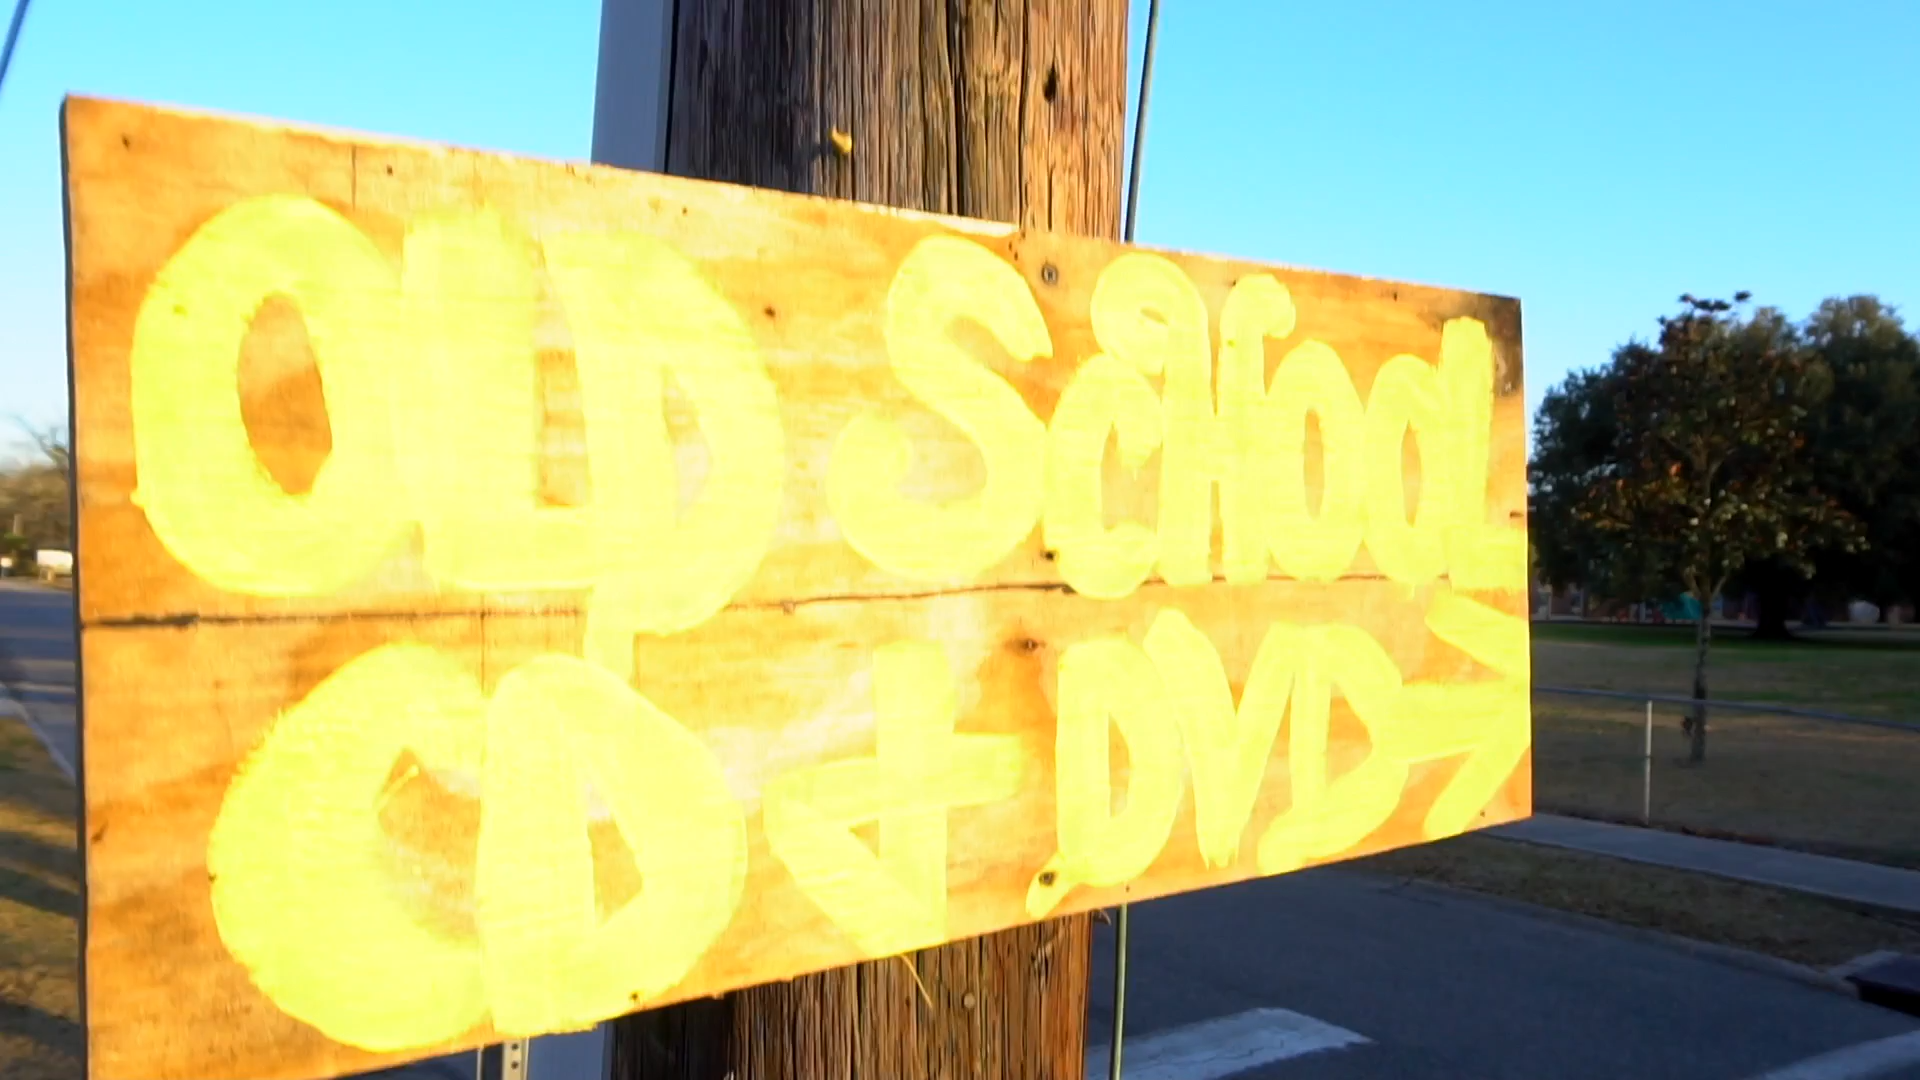 OLD SCHOOL
CD + DVD →